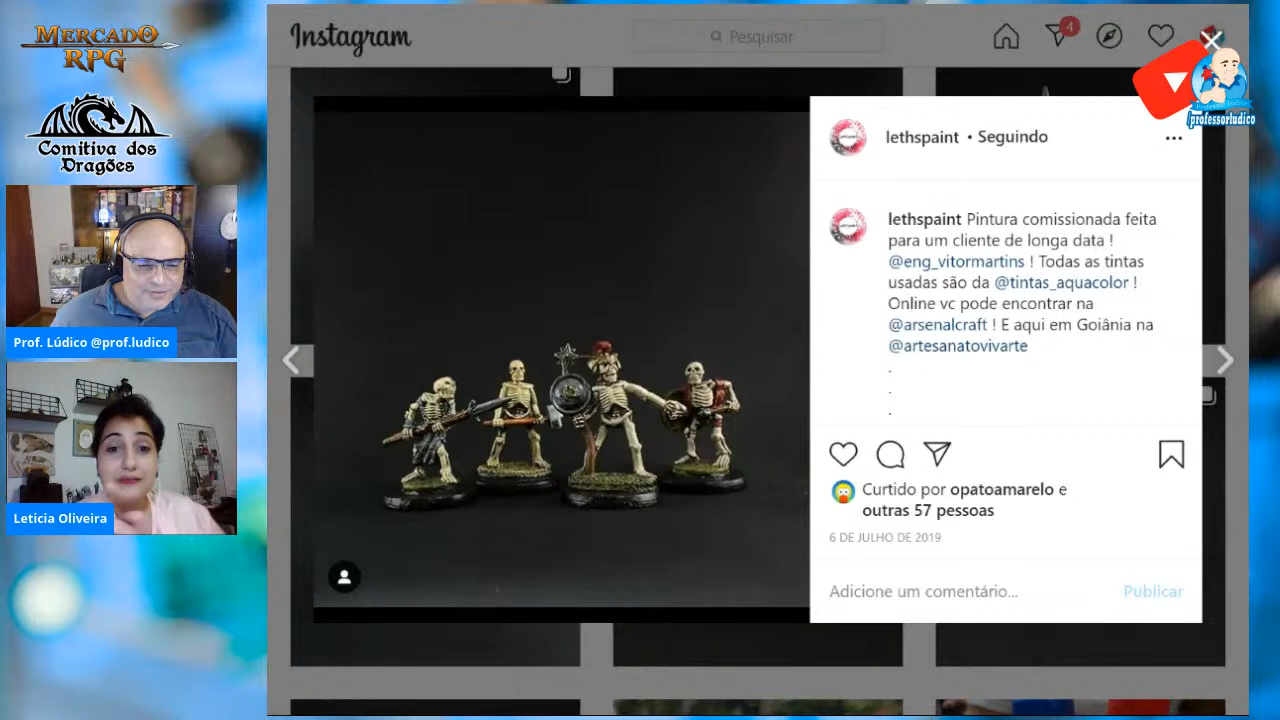 MERCADO
RPG
Comitiva dos
Dragões
Prof. Lúdico @prof.ludico
Leticia Oliveira
Instagram
Pesquisar
4
Professor Lúdico
/professorludico
lethspaint • Seguindo
lethspaint Pintura comissionada feita
para um cliente de longa data !
@eng_vitormartins ! Todas as tintas
usadas são da @tintas_aquacolor !
Online vc pode encontrar na
@arsenalcraft ! E aqui em Goiânia na
@artesanatovivarte
.
.
.
Curtido por opatoamarelo e
outras 57 pessoas
6 DE JULHO DE 2019
Adicione um comentário... Publicar